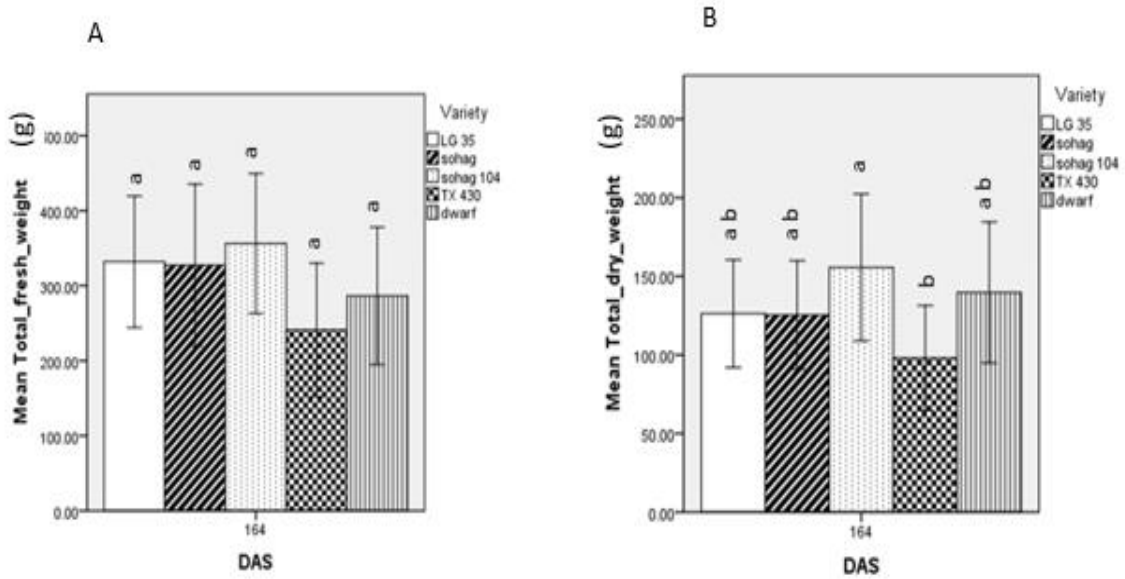 A
Mean Total_fresh_weight (g)
500.00
400.00
300.00
200.00
100.00
0.00
a
a
a
a
a
164
DAS
Variety
LG 35
sohag
sohag 104
TX 430
dwarf
B
Mean Total_dry_weight (g)
250.00
200.00
150.00
100.00
50.00
0.00
a b
a b
a
b
a b
164
DAS
Variety
LG 35
sohag
sohag 104
TX 430
dwarf